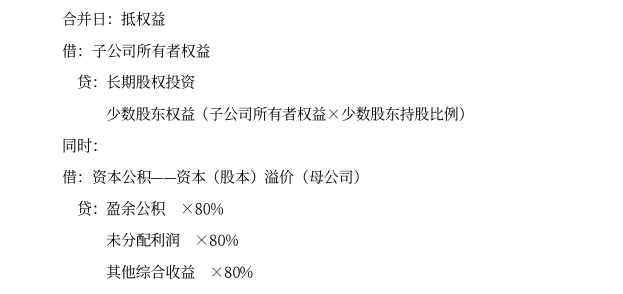 合并日：抵权益
借：子公司所有者权益
贷：长期股权投资
少数股东权益（子公司所有者权益×少数股东持股比例）
同时：
借：资本公积——资本（股本）溢价（母公司）
贷：盈余公积 ×80%
未分配利润 ×80%
其他综合收益 ×80%